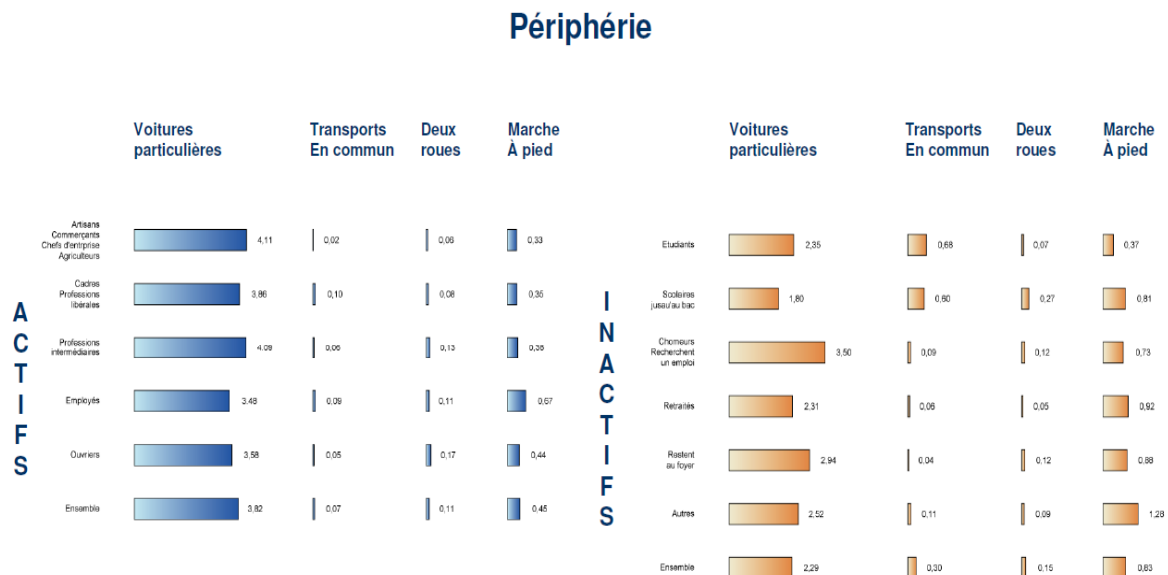 Périphérie
Voitures particulières
Transports En commun
Deux roues
Marche À pied
ACTIFS
Artisans
Commerçants
Chefs d'entrprise
Agriculteurs
4,11 0,02 0,06 0,33
Cadres
Professions
libérales
3,86 0,10 0,08 0,35
Professions
intermédiaires
4,09 0,06 0,13 0,38
Employés 3,48 0,09 0,11 0,67
Ouvriers 3,58 0,05 0,17 0,44
Ensemble 3,82 0,07 0,11 0,45
Voitures particulières
Transports En commun
Deux roues
Marche À pied
INACTIFS
Etudiants 2,35 0,68 0,07 0,37
Scolaires
jusqu'au bac
1,80 0,60 0,27 0,81
Chomeurs
Recherchent
un emploi
3,50 0,09 0,12 0,73
Retraités 2,31 0,06 0,05 0,92
Restent
au foyer
2,94 0,04 0,12 0,88
Autres 2,52 0,11 0,09 1,28
Ensemble 2,29 0,30 0,15 0,83